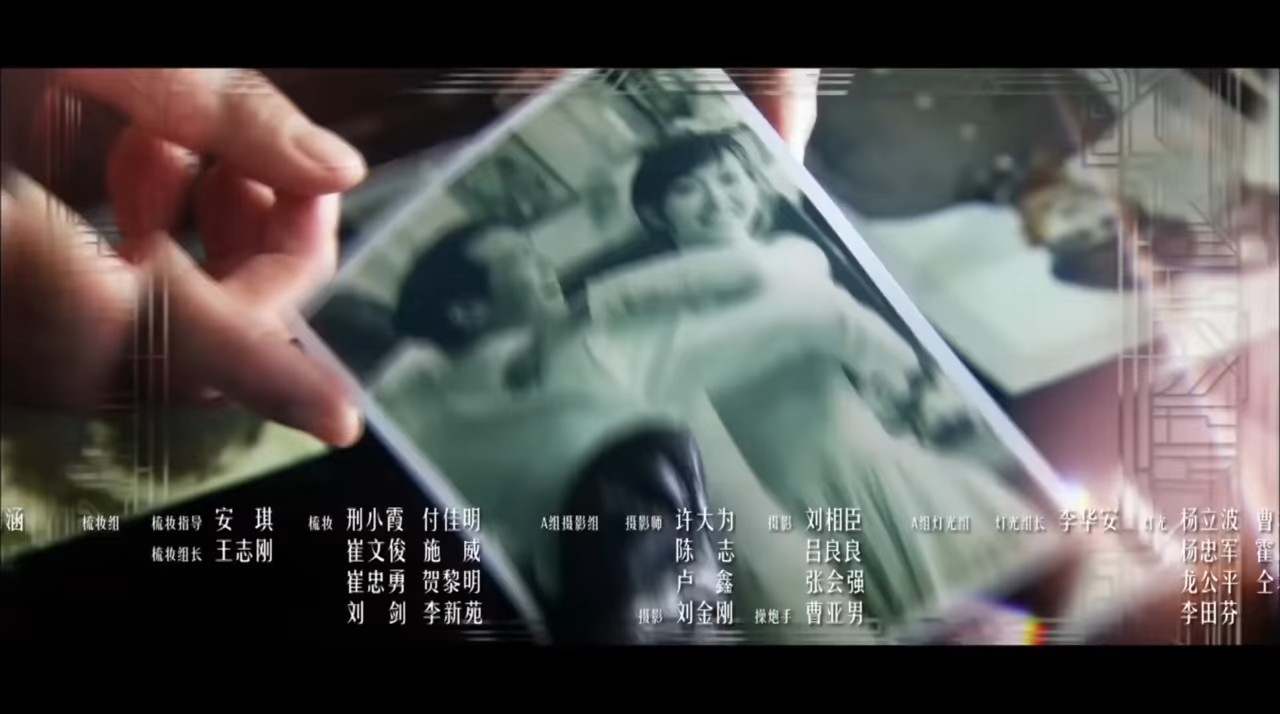 涵 梳妆组 梳妆指导 安 琪 梳妆 刑小霞 付佳明 A组摄影组 摄影师 许大为 摄影 刘相臣 A组灯光组 灯光组长 李华安 灯光 杨立波 曹
梳妆组长 王志刚 崔文俊 施 威 陈 志 吕良良 杨忠军 霍
崔忠勇 贺黎明 卢 鑫 张会强 龙公平 仝
刘 剑 李新苑 摄影 刘金刚 操炮手 曹亚男 李田芬